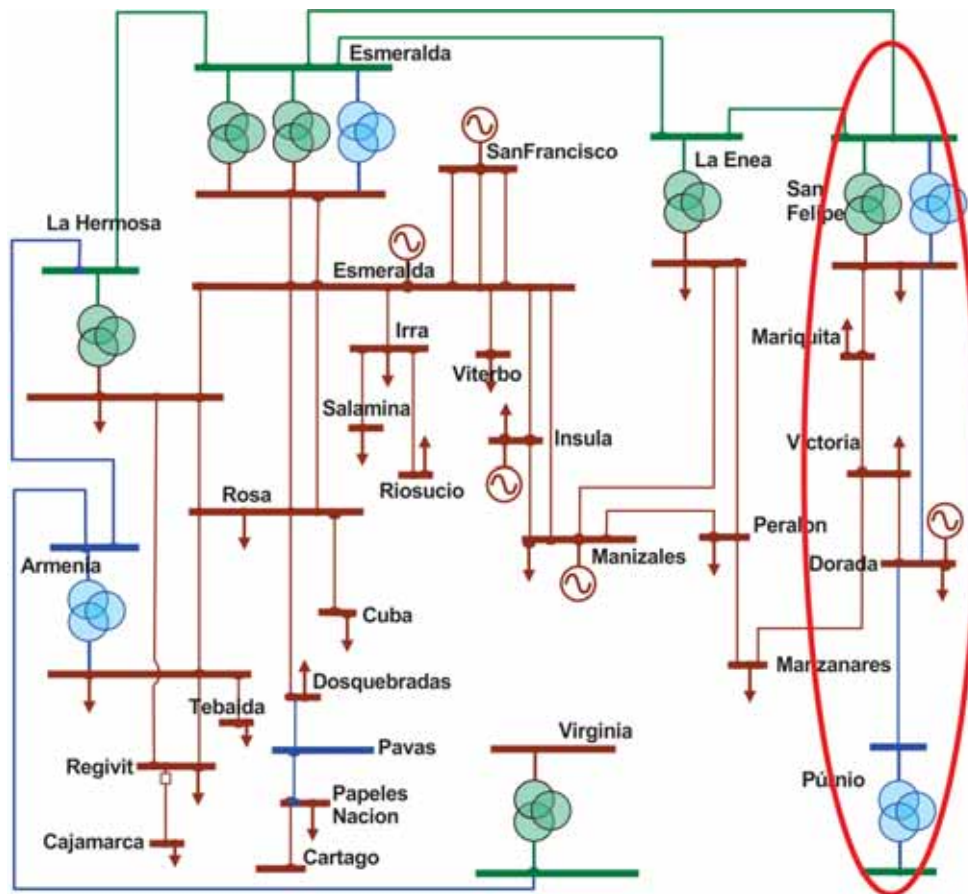 Esmeralda
SanFrancisco
La Enea
San
Felipe
La Hermosa
Esmeralda
Irra
Mariquita
Viterbo
Salamina
Insula
Victoria
Riosucio
Rosa
Peralon
Manizales
Dorada
Armenia
Cuba
Manzanares
Dosquebradas
Tebaida
Virginia
Pavas
Regivit
Papeles
Nacion
Cajamarca
Cartago